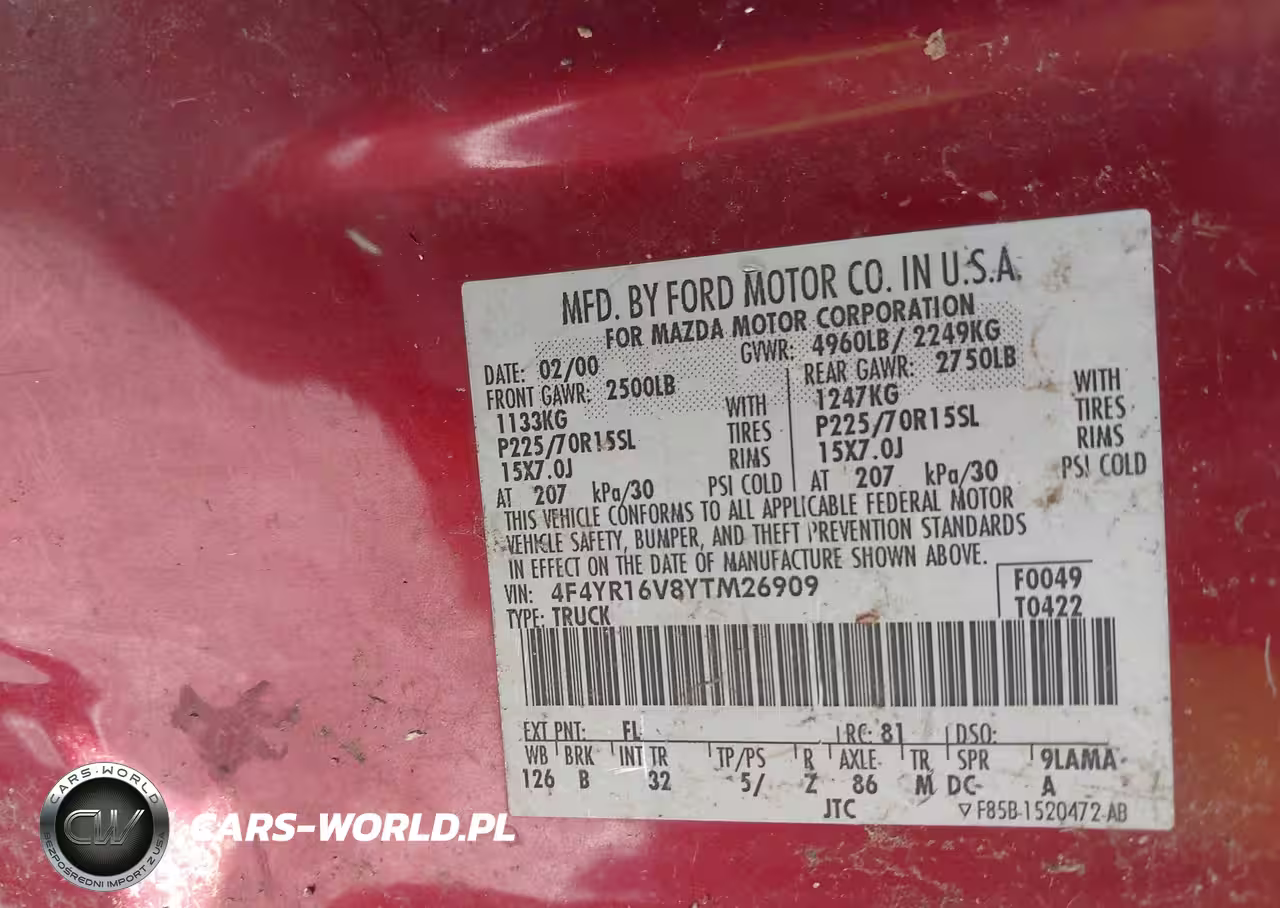 MFD. BY FORD MOTOR CO. IN U.S.A.
FOR MAZDA MOTOR CORPORATION
DATE: 02/00 GVWR: 4960LB / 2249KG
FRONT GAWR: 2500LB REAR GAWR: 2750LB
1133KG WITH 1247KG WITH
P225/70R15SL TIRES P225/70R15SL TIRES
15X7.0J RIMS 15X7.0J RIMS
AT 207 kPa/30 PSI COLD AT 207 kPa/30 PSI COLD
THIS VEHICLE CONFORMS TO ALL APPLICABLE FEDERAL MOTOR
VEHICLE SAFETY, BUMPER, AND THEFT PREVENTION STANDARDS
IN EFFECT ON THE DATE OF MANUFACTURE SHOWN ABOVE.
VIN: 4F4YR16V8YTM26909 F0049
TYPE: TRUCK T0422
EXT PNT: FL RC: 81 DSO:
WB BRK INT TR TP/PS R AXLE TR SPR 9LAMA
126 B 32 5/ Z 86 M DC- A
JTC ▽F85B-1520472-AB
CARS-WORLD
CW
BEZPOŚREDNI IMPORT Z USA
CARS-WORLD.PL